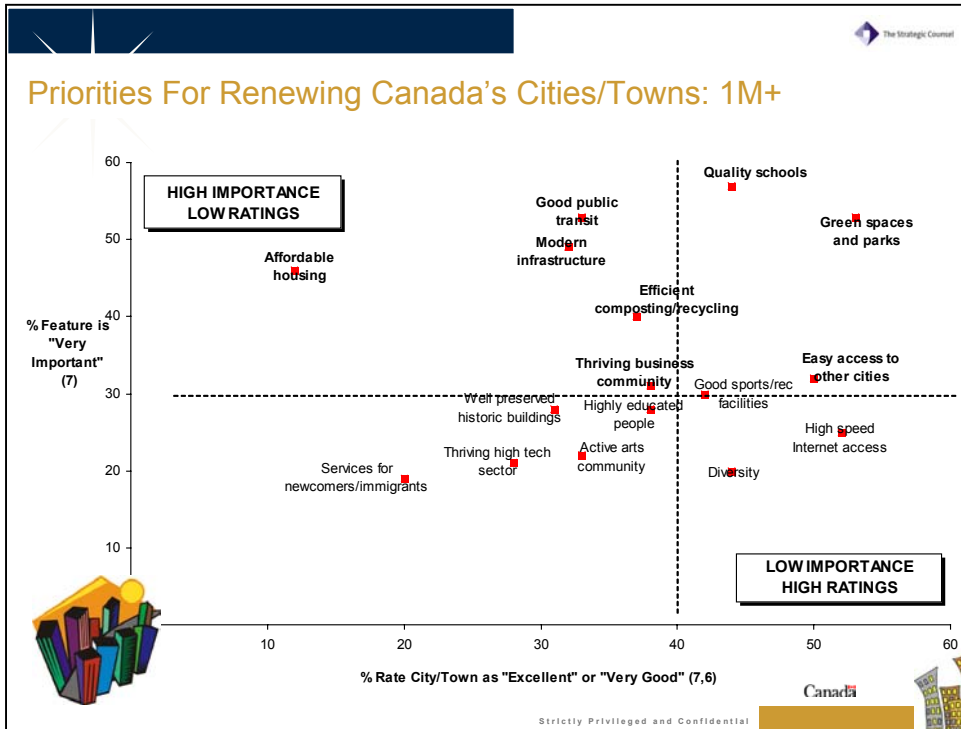 The Strategic Counsel
Priorities For Renewing Canada's Cities/Towns: 1M+
60
50
40
30
20
10
HIGH IMPORTANCE
LOW RATINGS
Quality schools
Good public
transit
Green spaces
and parks
Modern
infrastructure
Affordable
housing
Efficient
composting/recycling
% Feature is
"Very
Important"
(7)
Thriving business
community
Easy access to
other cities
Good sports/rec
facilities
Well preserved
historic buildings
Highly educated
people
High speed
Internet access
Thriving high tech
sector
Active arts
community
Services for
newcomers/immigrants
Diversity
LOW IMPORTANCE
HIGH RATINGS
10
20
30
40
50
60
% Rate City/Town as "Excellent" or "Very Good" (7,6)
Canada
Strictly Privileged and Confidential